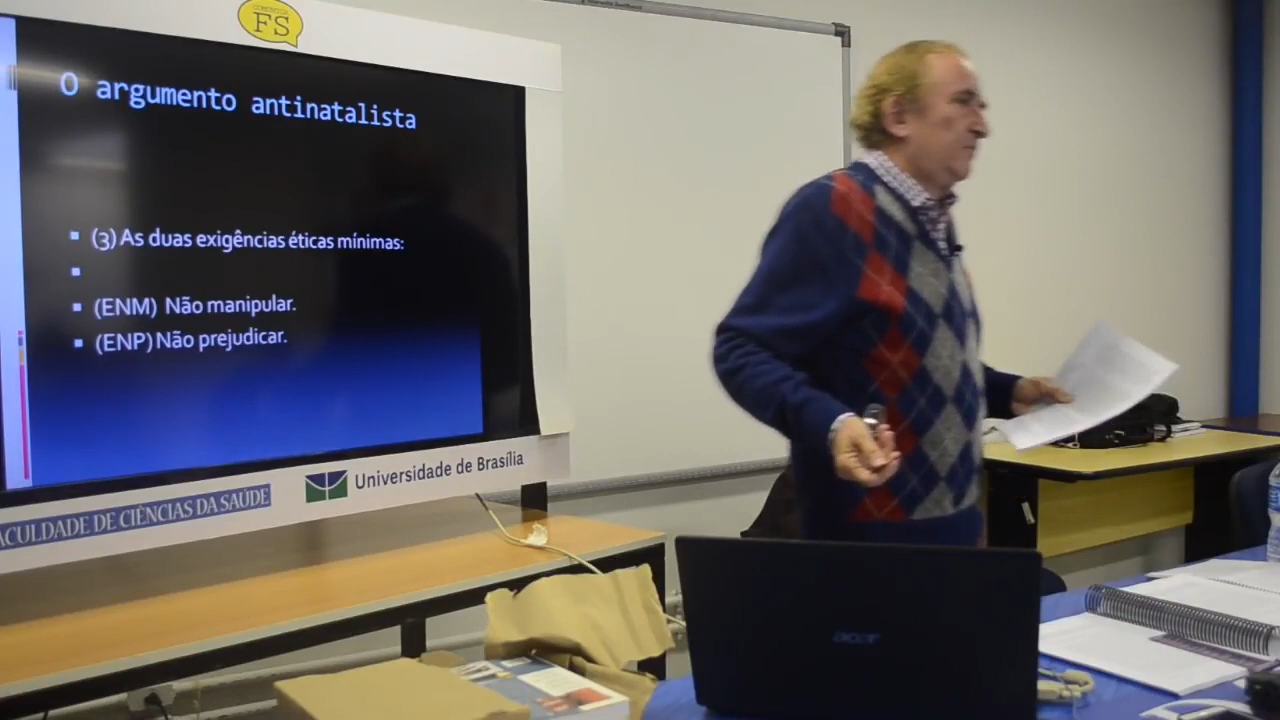 FS
O argumento antinatalista
(3) As duas exigências éticas mínimas:
(ENM) Não manipular.
(ENP) Não prejudicar.
Universidade de Brasília
ACULDADE DE CIÊNCIAS DA SAÚDE
acer